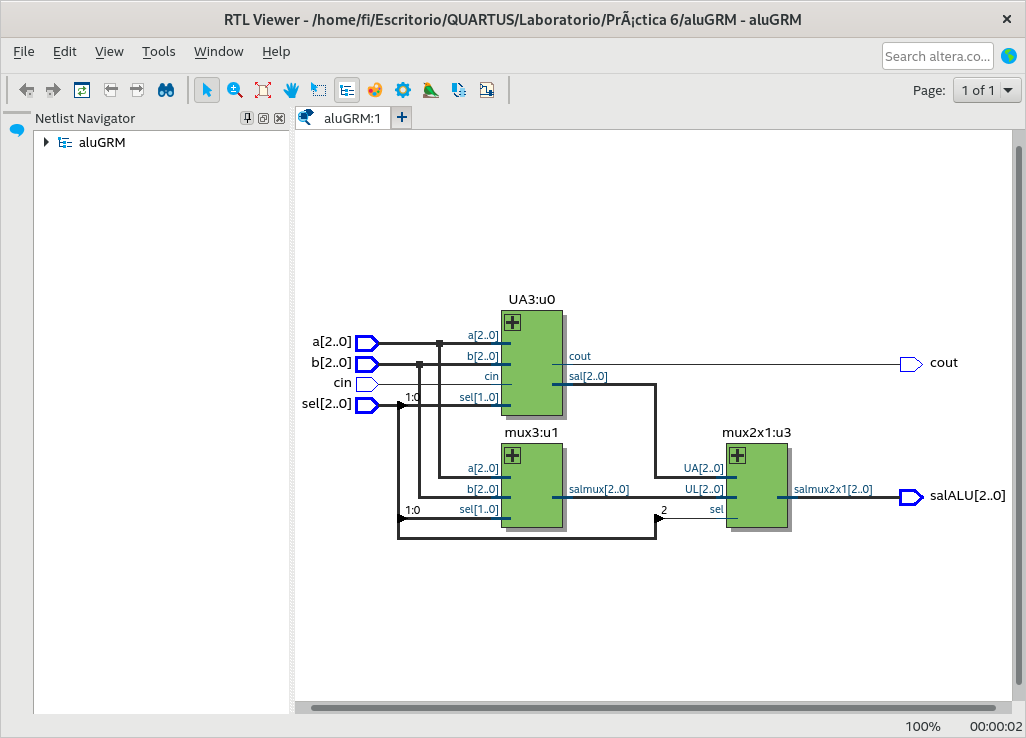 RTL Viewer - /home/fi/Escritorio/QUARTUS/Laboratorio/PrÃ¡ctica 6/aluGRM - aluGRM
File Edit View Tools Window Help
Search altera.co...
Page: 1 of 1
Netlist Navigator
aluGRM:1
aluGRM
UA3:u0
a[2..0]
a[2..0]
b[2..0]
b[2..0]
cout
cout
cin
cin
sal[2..0]
sel[2..0]
1:0
sel[1..0]
mux3:u1
mux2x1:u3
a[2..0]
UA[2..0]
b[2..0]
salmux[2..0]
UL[2..0]
salmux2x1[2..0]
salALU[2..0]
1:0
sel[1..0]
2
sel
100% 00:00:02